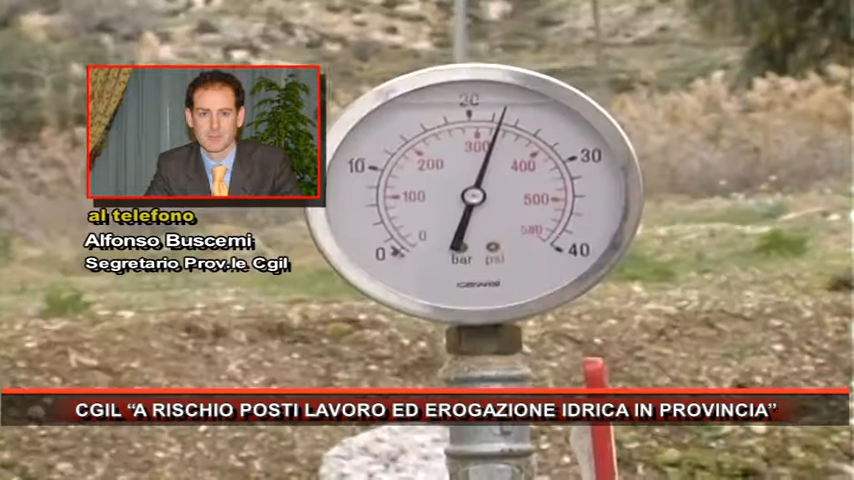 al telefono
Alfonso Buscemi
Segretario Prov.le Cgil
0
10
20
30
40
0
100
200
300
400
500
580
bar psi
CGIL “A RISCHIO POSTI LAVORO ED EROGAZIONE IDRICA IN PROVINCIA”